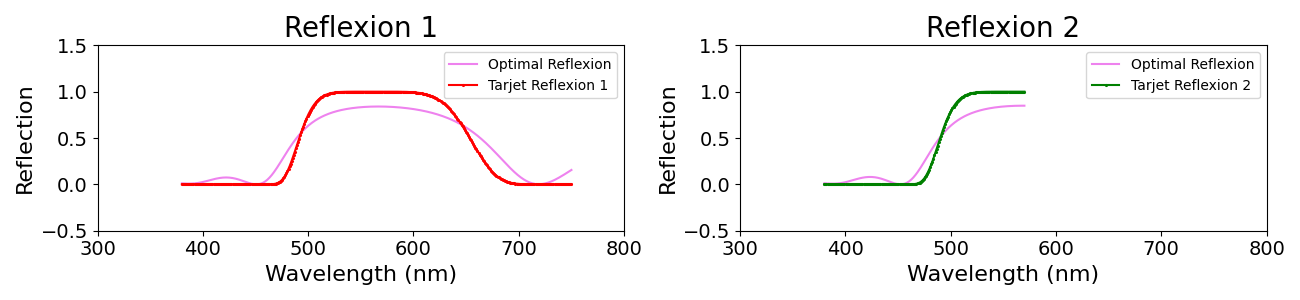 Reflexion 1
1.5
1.0
0.5
0.0
−0.5
Reflection
300 400 500 600 700 800
Wavelength (nm)
Optimal Reflexion
Tarjet Reflexion 1
Reflexion 2
1.5
1.0
0.5
0.0
−0.5
Reflection
300 400 500 600 700 800
Wavelength (nm)
Optimal Reflexion
Tarjet Reflexion 2